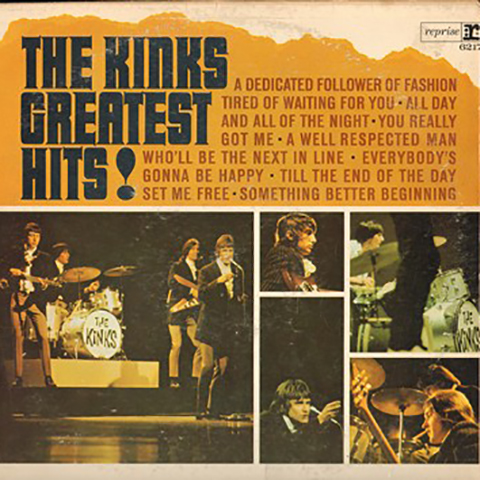 reprise
6217
THE KINKS
GREATEST
HITS!
A DEDICATED FOLLOWER OF FASHION
TIRED OF WAITING FOR YOU • ALL DAY
AND ALL OF THE NIGHT • YOU REALLY
GOT ME • A WELL RESPECTED MAN
WHO'LL BE THE NEXT IN LINE • EVERYBODY'S
GONNA BE HAPPY • TILL THE END OF THE DAY
SET ME FREE • SOMETHING BETTER BEGINNING
THE
KINKS